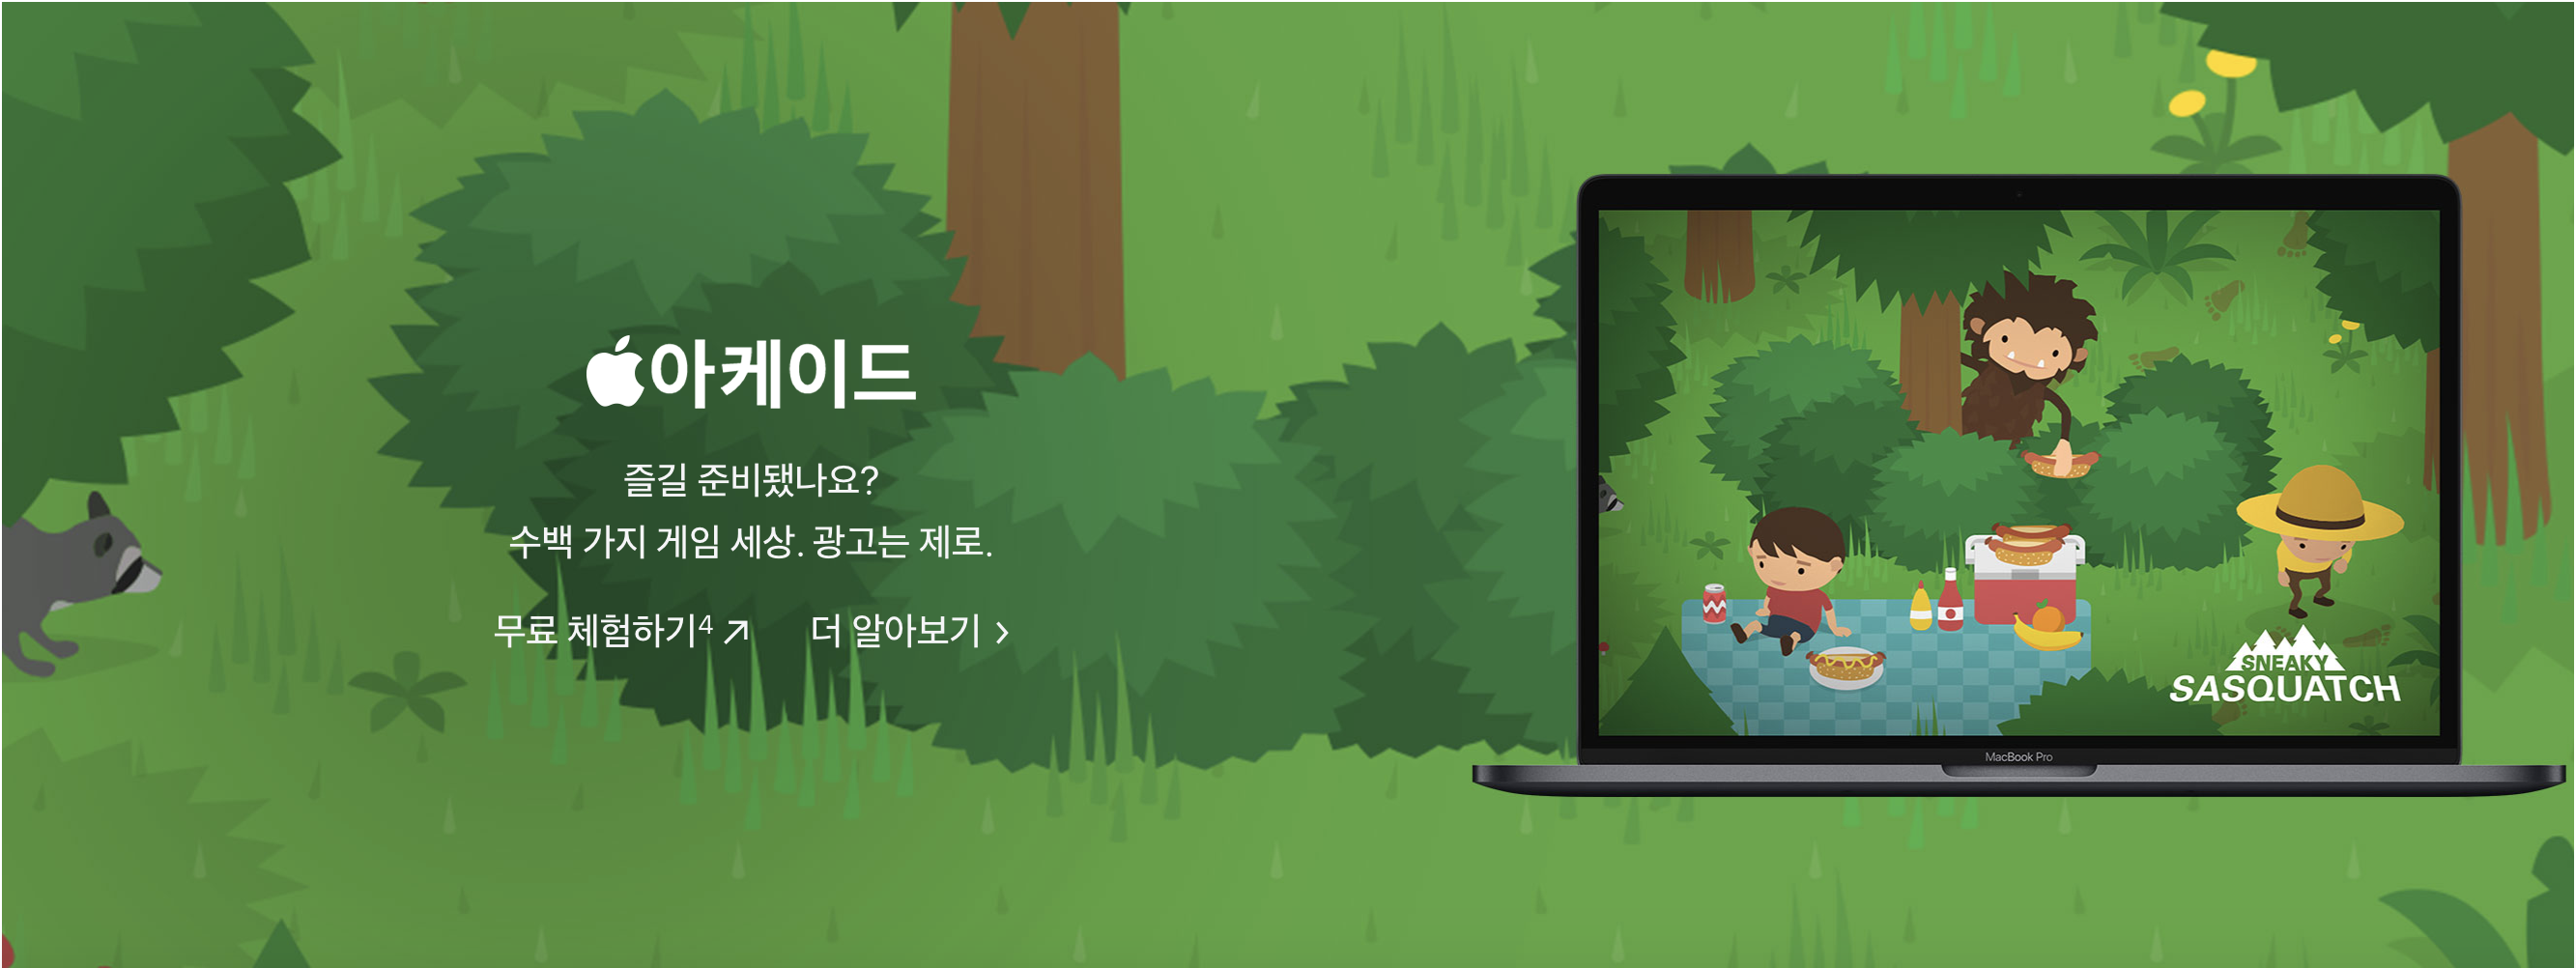 아케이드
즐길 준비됐나요?
수백 가지 게임 세상. 광고는 제로.
무료 체험하기4 더 알아보기
SNEAKY
SASQUATCH
MacBook Pro